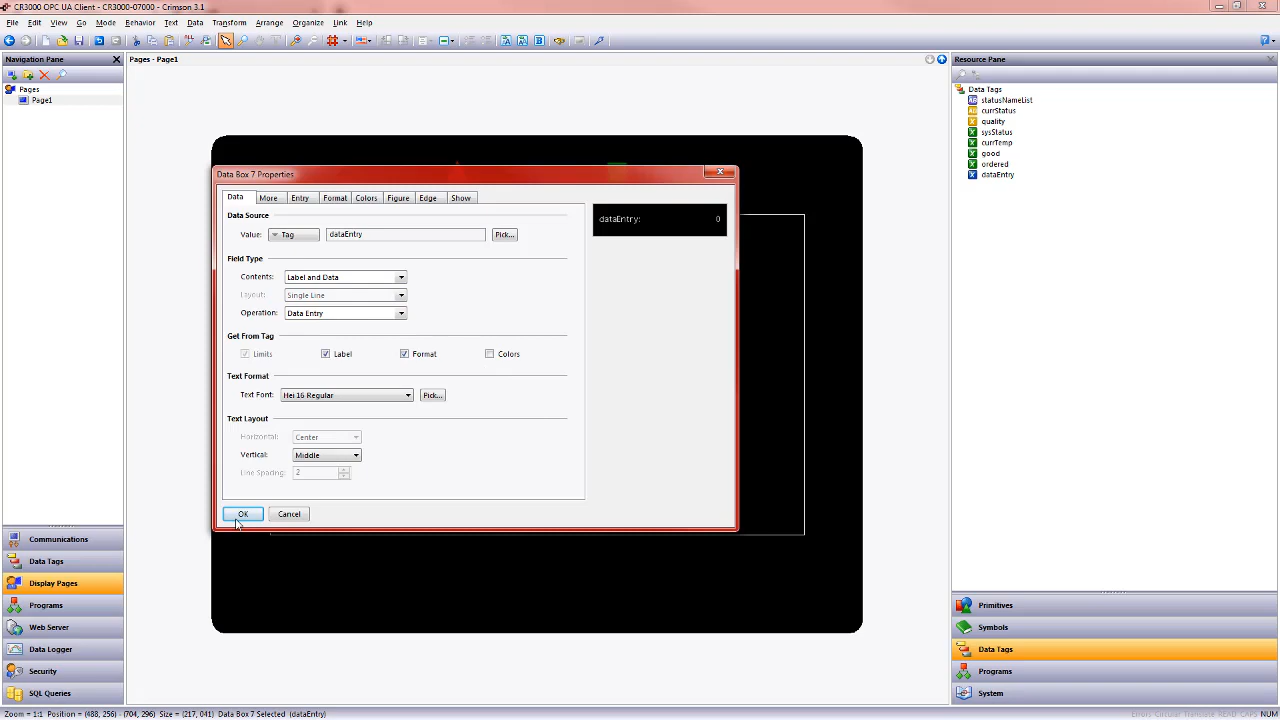 CR3000 OPC UA Client - CR3000-07000 - Crimson 3.1
File Edit View Go Mode Behavior Text Data Transform Arrange Organize Link Help
Navigation Pane
Pages - Page1
Resource Pane
Pages
Page1
Data Tags
statusNameList
currStatus
quality
sysStatus
currTemp
good
ordered
dataEntry
Data Box 7 Properties
Data More Entry Format Colors Figure Edge Show
Data Source
Value: Tag dataEntry Pick...
dataEntry: 0
Field Type
Contents: Label and Data
Layout: Single Line
Operation: Data Entry
Get From Tag
Limits Label Format Colors
Text Format
Text Font: Hei 16 Regular Pick...
Text Layout
Horizontal: Center
Vertical: Middle
Line Spacing: 2
OK Cancel
Communications
Data Tags
Display Pages
Programs
Web Server
Data Logger
Security
SQL Queries
Primitives
Symbols
Data Tags
Programs
System
Zoom = 1:1 Position = (488, 256) - (704, 296) Size = (217, 041) Data Box 7 Selected (dataEntry)
Errors Circular Translate READ CAPS NUM